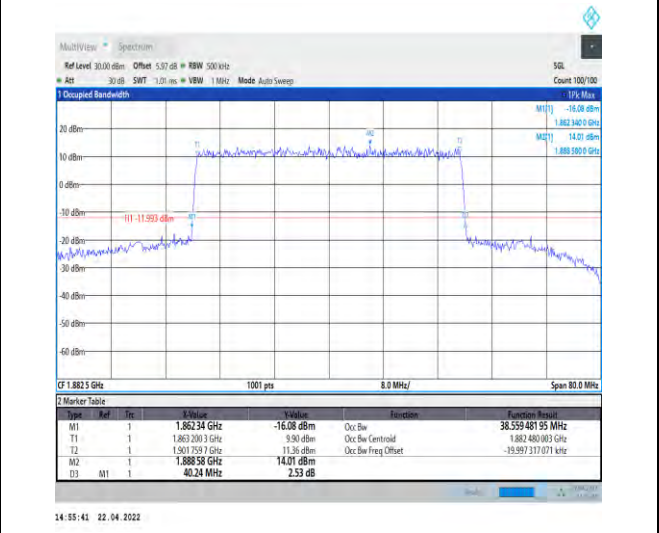 MultiView Spectrum
Ref Level 30.00 dBm Offset 5.97 dB RBW 500 kHz SGL
Att 30 dB SWT 1.01 ms VBW 1 MHz Mode Auto Sweep Count 100/100
1 Occupied Bandwidth 1Pk Max
M1[1] -16.08 dBm
1.862 340 0 GHz
M2[1] 14.01 dBm
1.888 560 0 GHz
20 dBm
M2
T1
T2
10 dBm
0 dBm
-10 dBm
H1 -11.993 dBm
M1
-20 dBm
-30 dBm
-40 dBm
-50 dBm
-60 dBm
CF 1.882 5 GHz 1001 pts 8.0 MHz/ Span 80.0 MHz
2 Marker Table
Type Ref Trc X-Value Y-Value Function Function Result
M1 1 1.862 34 GHz -16.08 dBm Occ Bw 38.559 481 95 MHz
T1 1 1.863 200 3 GHz 9.90 dBm Occ Bw Centroid 1.882 480 003 GHz
T2 1 1.901 759 7 GHz 11.36 dBm Occ Bw Freq Offset -19.997 317 071 kHz
M2 1 1.888 58 GHz 14.01 dBm
D3 M1 1 40.24 MHz 2.53 dB
14:55:41 22.04.2022